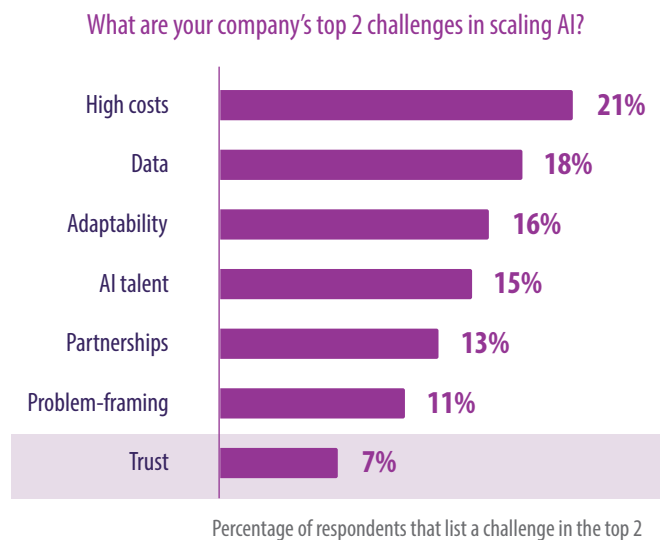 What are your company’s top 2 challenges in scaling AI?
High costs 21%
Data 18%
Adaptability 16%
AI talent 15%
Partnerships 13%
Problem-framing 11%
Trust 7%
Percentage of respondents that list a challenge in the top 2